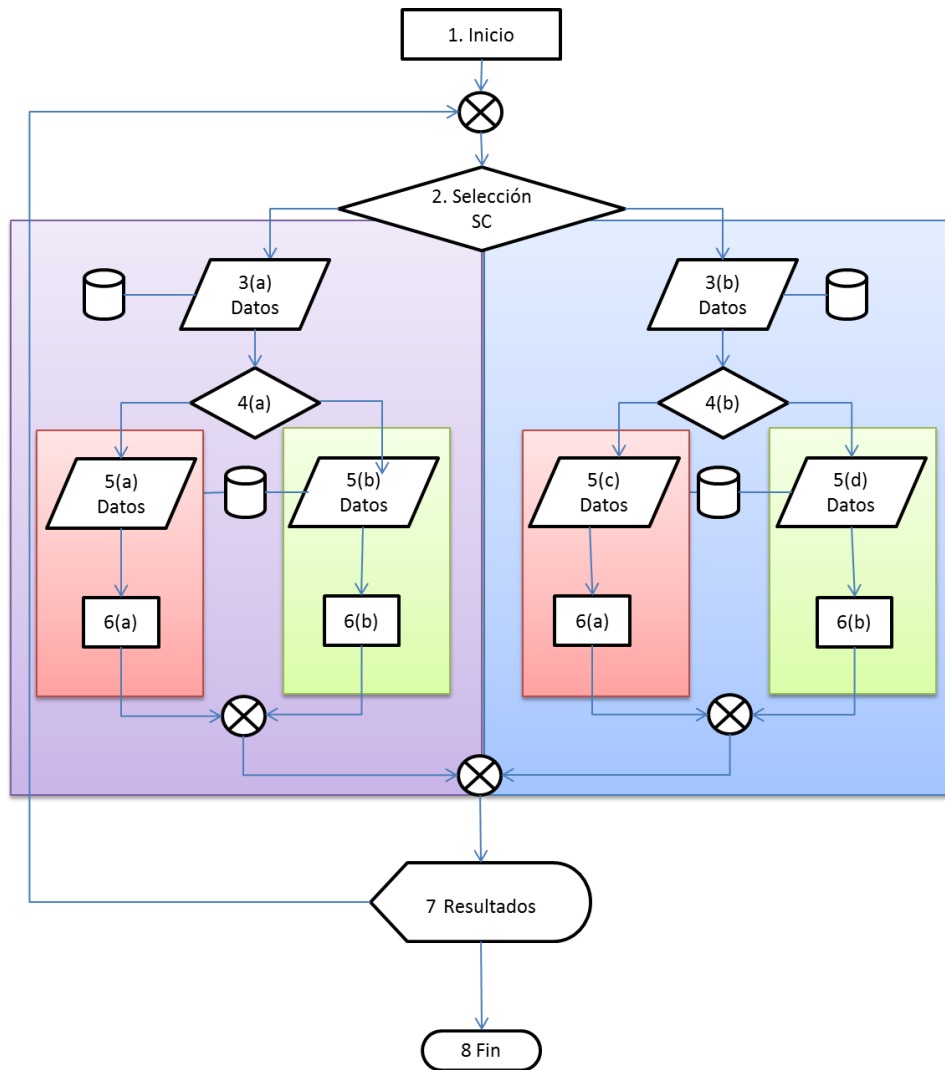 1. Inicio
2. Selección
SC
3(a)
Datos
3(b)
Datos
4(a)
4(b)
5(a)
Datos
5(b)
Datos
5(c)
Datos
5(d)
Datos
6(a)
6(b)
6(a)
6(b)
7 Resultados
8 Fin